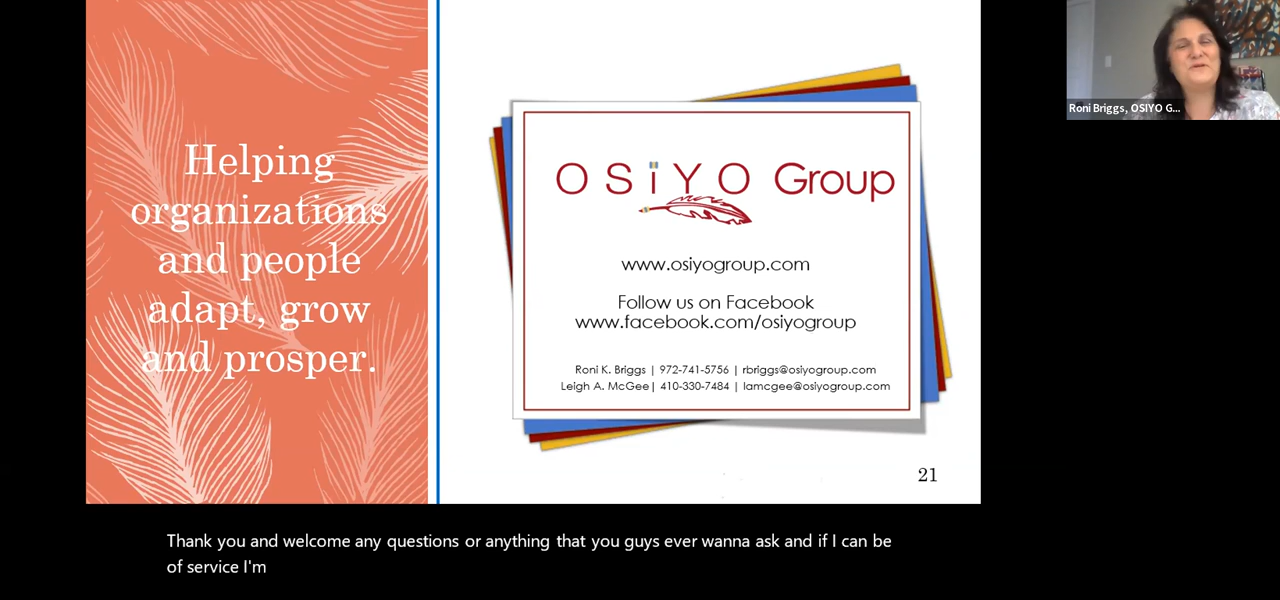 Helping
organizations
and people
adapt, grow
and prosper.
OSiYO Group
www.osiyogroup.com
Follow us on Facebook
www.facebook.com/osiyogroup
Roni K. Briggs | 972-741-5756 | rbriggs@osiyogroup.com
Leigh A. McGee| 410-330-7484 | lamcgee@osiyogroup.com
21
Roni Briggs, OSIYO G...
Thank you and welcome any questions or anything that you guys ever wanna ask and if I can be
of service I'm